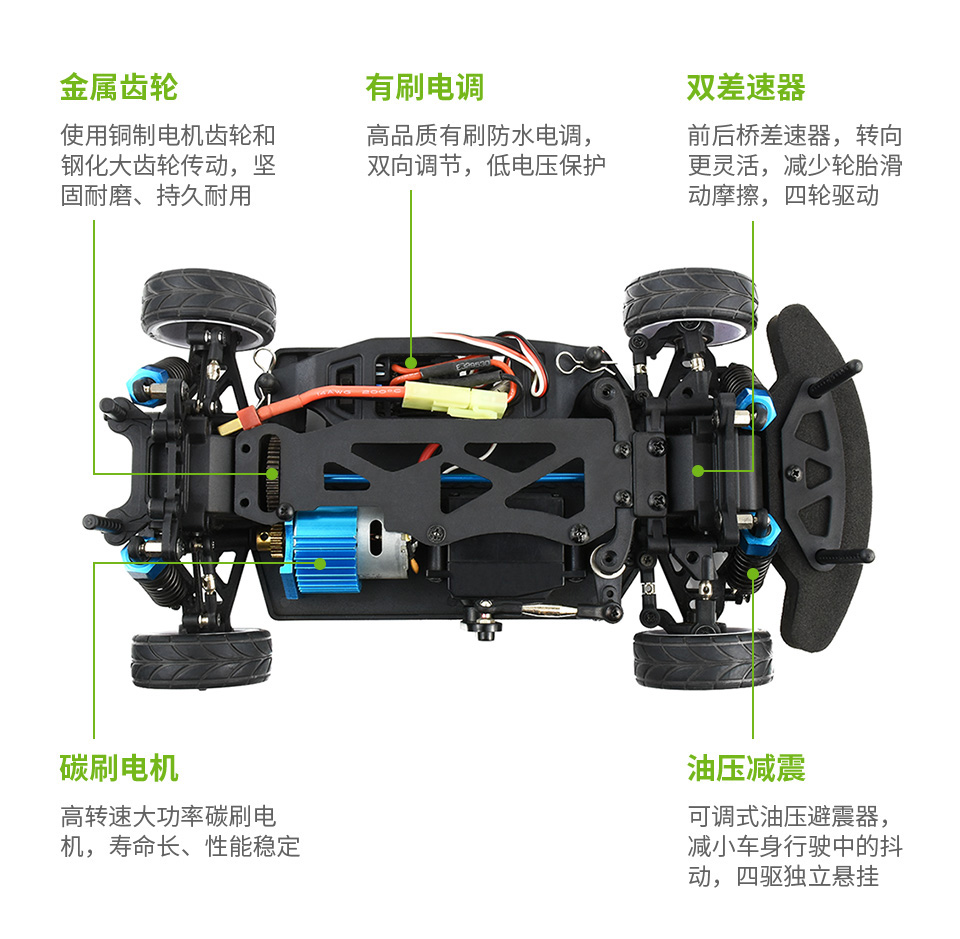 金属齿轮
使用铜制电机齿轮和
钢化大齿轮传动，坚
固耐磨、持久耐用
有刷电调
高品质有刷防水电调，
双向调节，低电压保护
双差速器
前后桥差速器，转向
更灵活，减少轮胎滑
动摩擦，四轮驱动
碳刷电机
高转速大功率碳刷电
机，寿命长、性能稳定
油压减震
可调式油压避震器，
减小车身行驶中的抖
动，四驱独立悬挂